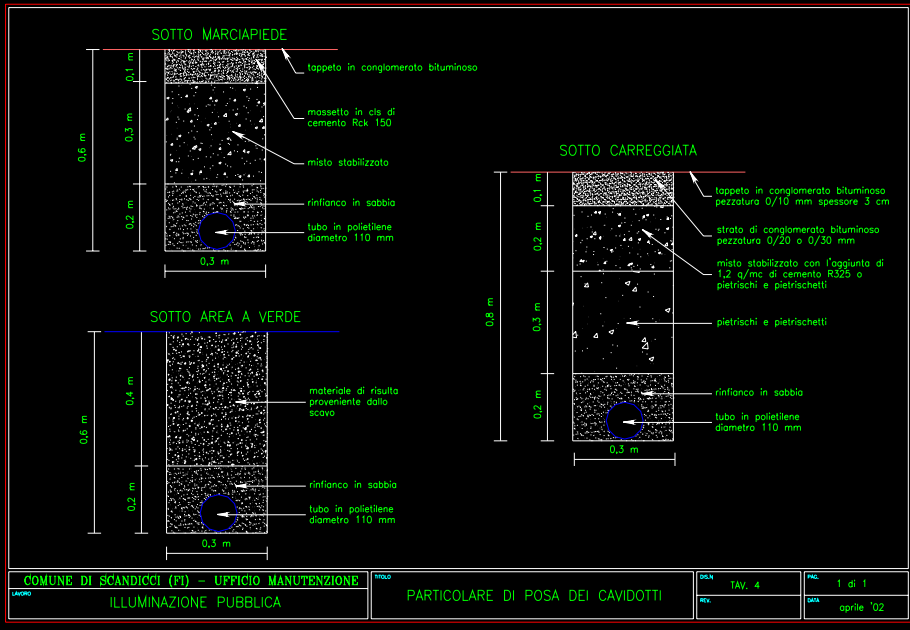 SOTTO MARCIAPIEDE
tappeto in conglomerato bituminoso
massetto in cls di
cemento Rck 150
misto stabilizzato
rinfianco in sabbia
tubo in polietilene
diametro 110 mm
0,1 m
0,3 m
0,2 m
0,6 m
0,3 m
SOTTO AREA A VERDE
materiale di risulta
proveniente dallo
scavo
rinfianco in sabbia
tubo in polietilene
diametro 110 mm
0,4 m
0,2 m
0,6 m
0,3 m
SOTTO CARREGGIATA
tappeto in conglomerato bituminoso
pezzatura 0/10 mm spessore 3 cm
strato di conglomerato bituminoso
pezzatura 0/20 o 0/30 mm
misto stabilizzato con l'aggiunta di
1,2 q/mc di cemento R325 o
pietrischi e pietrischetti
pietrischi e pietrischetti
rinfianco in sabbia
tubo in polietilene
diametro 110 mm
0,1 m
0,2 m
0,3 m
0,2 m
0,8 m
0,3 m
COMUNE DI SCANDICCI (FI) - UFFICIO MANUTENZIONE
LAVORO
ILLUMINAZIONE PUBBLICA
TITOLO
PARTICOLARE DI POSA DEI CAVIDOTTI
DIS.N
TAV. 4
REV.
PAG.
1 di 1
DATA
aprile '02